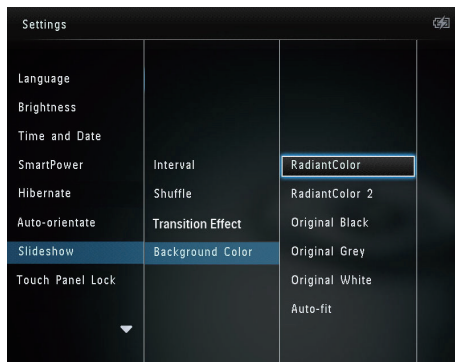 Settings
Language
Brightness
Time and Date
SmartPower
Hibernate
Auto-orientate
Slideshow
Touch Panel Lock
Interval
Shuffle
Transition Effect
Background Color
RadiantColor
RadiantColor 2
Original Black
Original Grey
Original White
Auto-fit